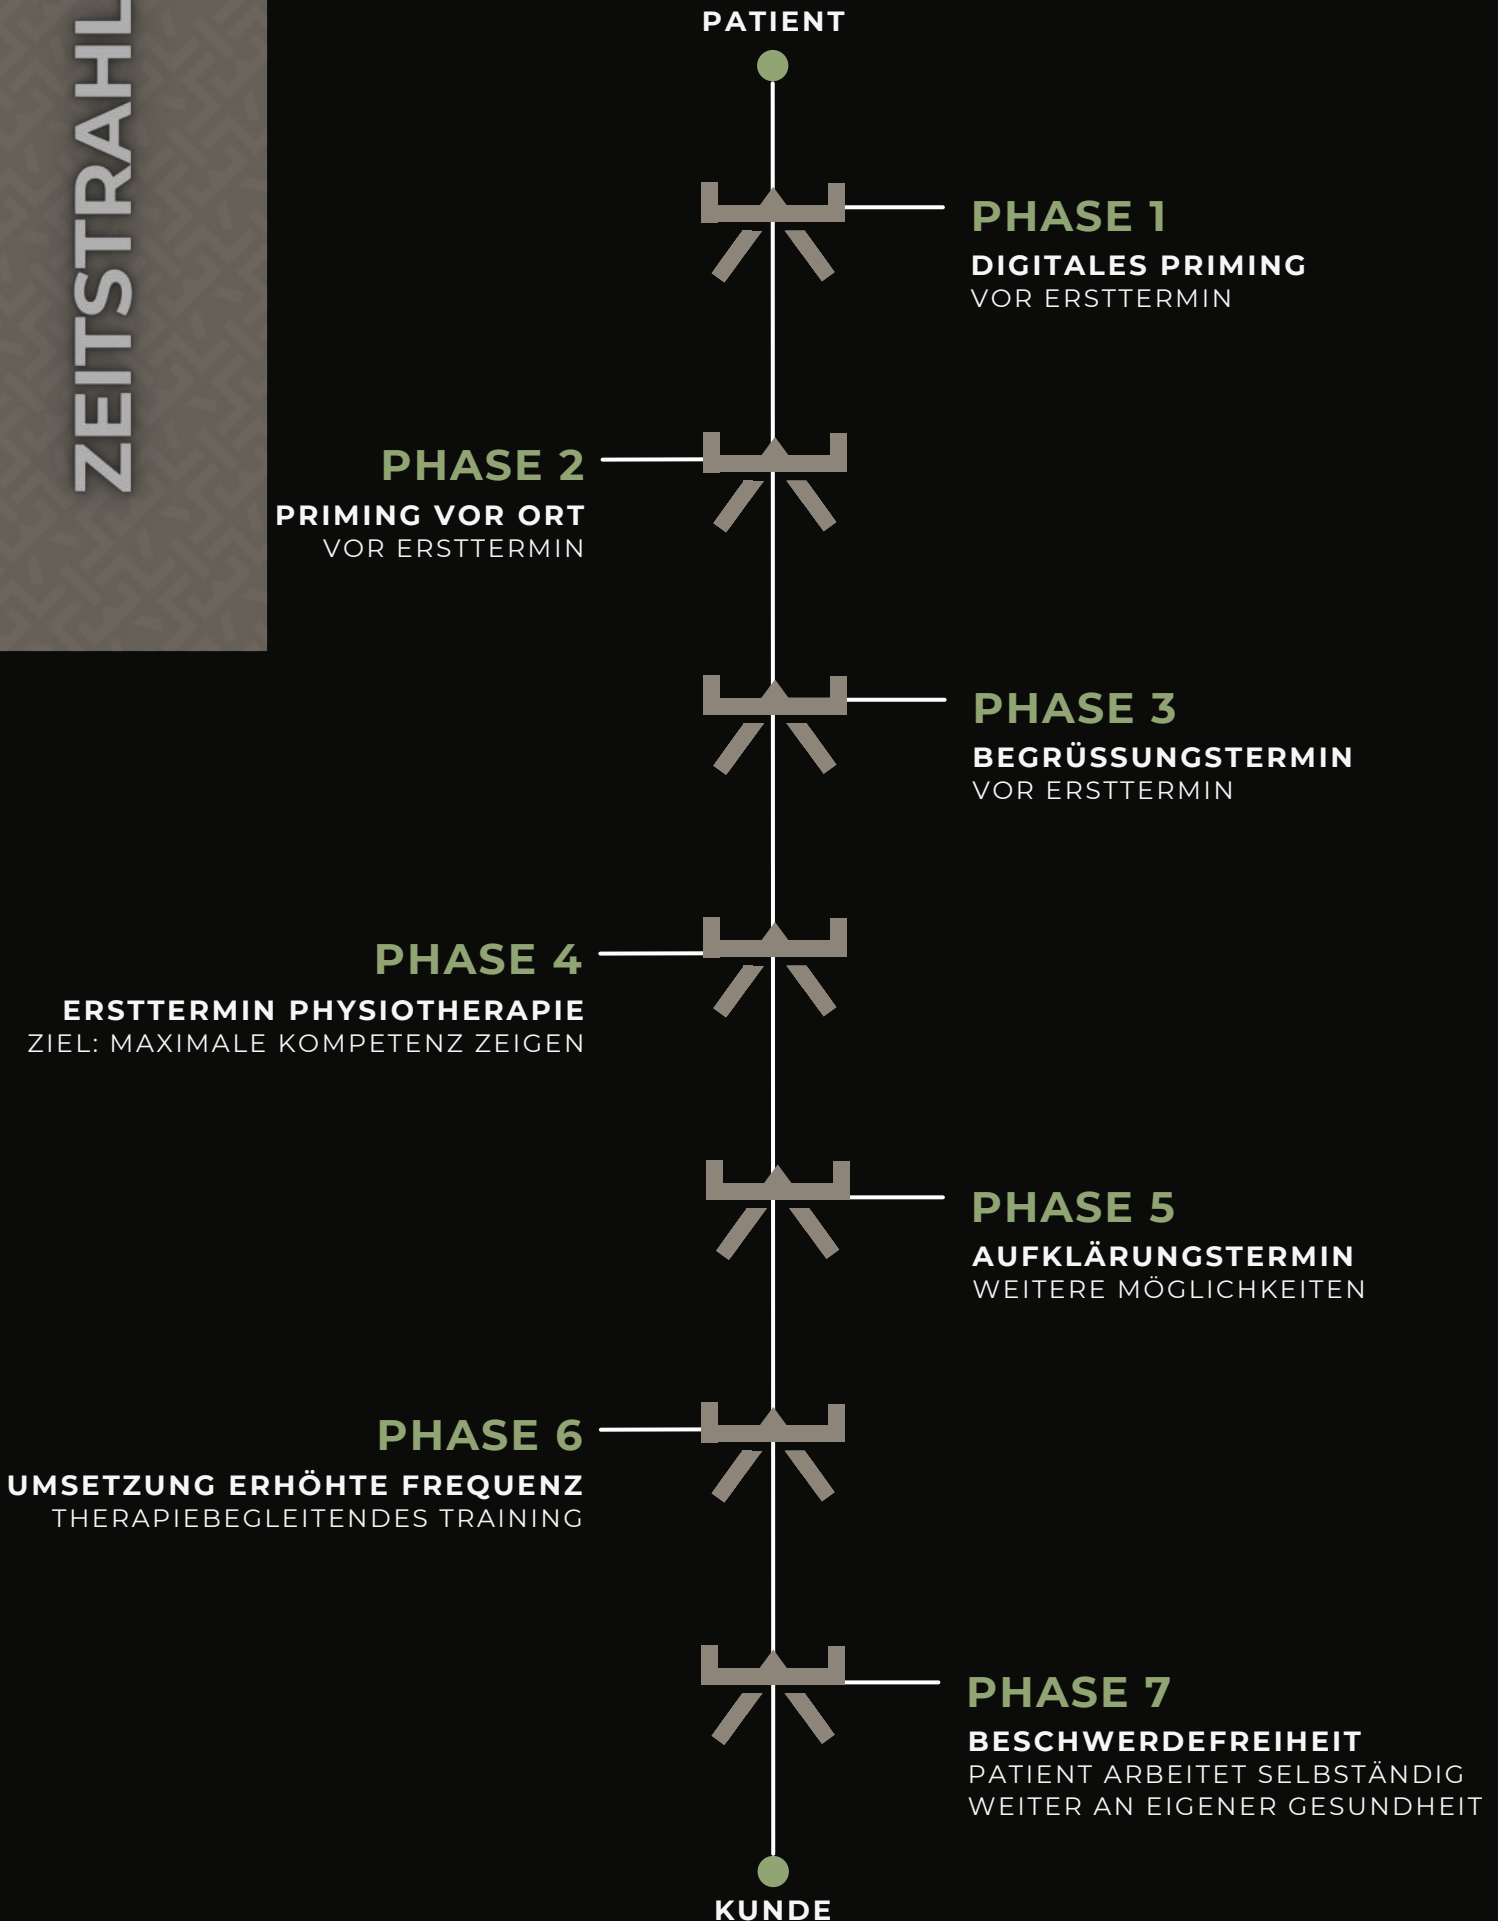 ZEITSTRAHL
PATIENT
PHASE 1
DIGITALES PRIMING
VOR ERSTTERMIN
PHASE 2
PRIMING VOR ORT
VOR ERSTTERMIN
PHASE 3
BEGRÜSSUNGSTERMIN
VOR ERSTTERMIN
PHASE 4
ERSTTERMIN PHYSIOTHERAPIE
ZIEL: MAXIMALE KOMPETENZ ZEIGEN
PHASE 5
AUFKLÄRUNGSTERMIN
WEITERE MÖGLICHKEITEN
PHASE 6
UMSETZUNG ERHÖHTE FREQUENZ
THERAPIEBEGLEITENDES TRAINING
PHASE 7
BESCHWERDEFREIHEIT
PATIENT ARBEITET SELBSTÄNDIG
WEITER AN EIGENER GESUNDHEIT
KUNDE